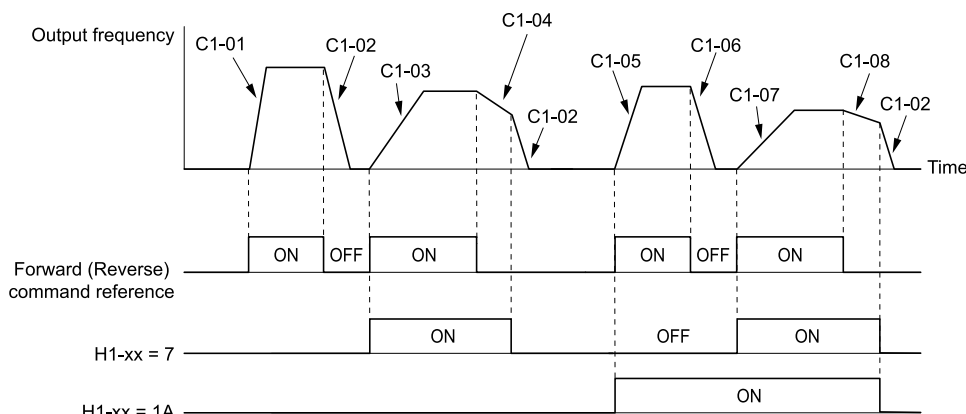 Output frequency
C1-01
C1-02
C1-03
C1-04
C1-02
C1-05
C1-06
C1-07
C1-08
C1-02
Time
Forward (Reverse)
command reference
ON
OFF
ON
ON
OFF
ON
H1-xx = 7
ON
OFF
ON
H1-xx = 1A
ON